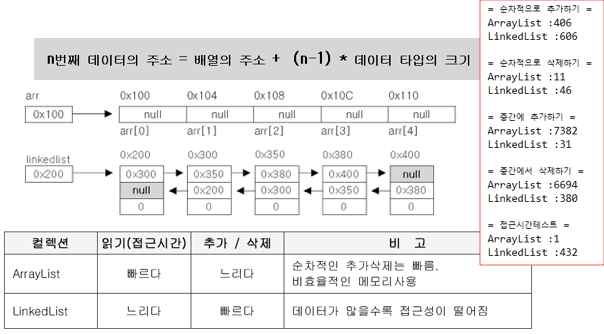 n번째 데이터의 주소 = 배열의 주소 + (n-1) * 데이터 타입의 크기
arr 0x100 0x104 0x108 0x10C 0x110
0x100 null null null null null
arr[0] arr[1] arr[2] arr[3] arr[4]
linkedlist 0x200 0x300 0x350 0x380 0x400
0x200 0x300 0x350 0x380 0x400 null
null 0x200 0x300 0x350 0x380
0 0 0 0 0
컬렉션 읽기(접근시간) 추가 / 삭제 비 고
ArrayList 빠르다 느리다 순차적인 추가삭제는 빠름.
비효율적인 메모리사용
LinkedList 느리다 빠르다 데이터가 많을수록 접근성이 떨어짐
= 순차적으로 추가하기 =
ArrayList :406
LinkedList :606
= 순차적으로 삭제하기 =
ArrayList :11
LinkedList :46
= 중간에 추가하기 =
ArrayList :7382
LinkedList :31
= 중간에서 삭제하기 =
ArrayList :6694
LinkedList :380
= 접근시간테스트 =
ArrayList :1
LinkedList :432